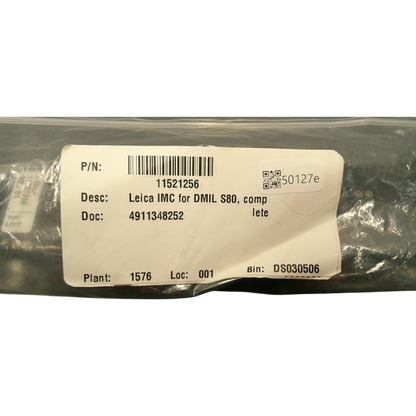 P/N:
11521256
50127e
Desc: Leica IMC for DMIL S80, comp
lete
Doc: 4911348252
Plant: 1576 Loc: 001 Bin: DS030506